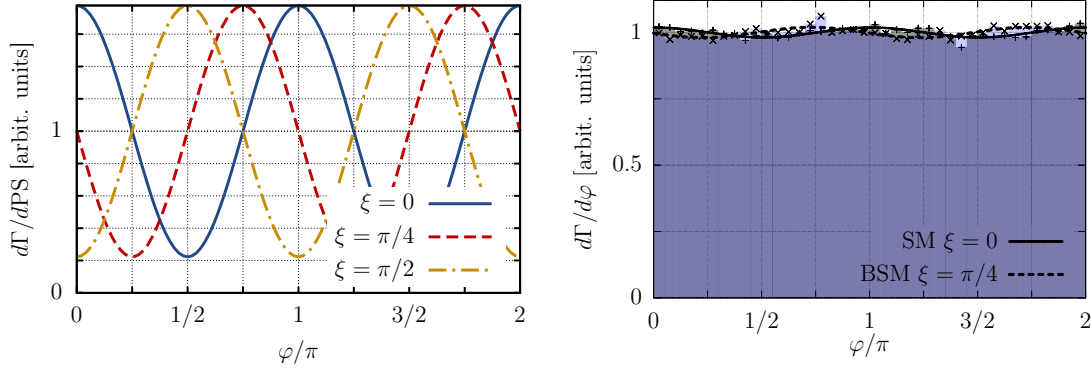 dΓ/dPS [arbit. units]
1
0
ξ = 0
ξ = π/4
ξ = π/2
0 1/2 1 3/2 2
φ/π
dΓ/dφ [arbit. units]
1
0.5
0
SM ξ = 0
BSM ξ = π/4
0 1/2 1 3/2 2
φ/π